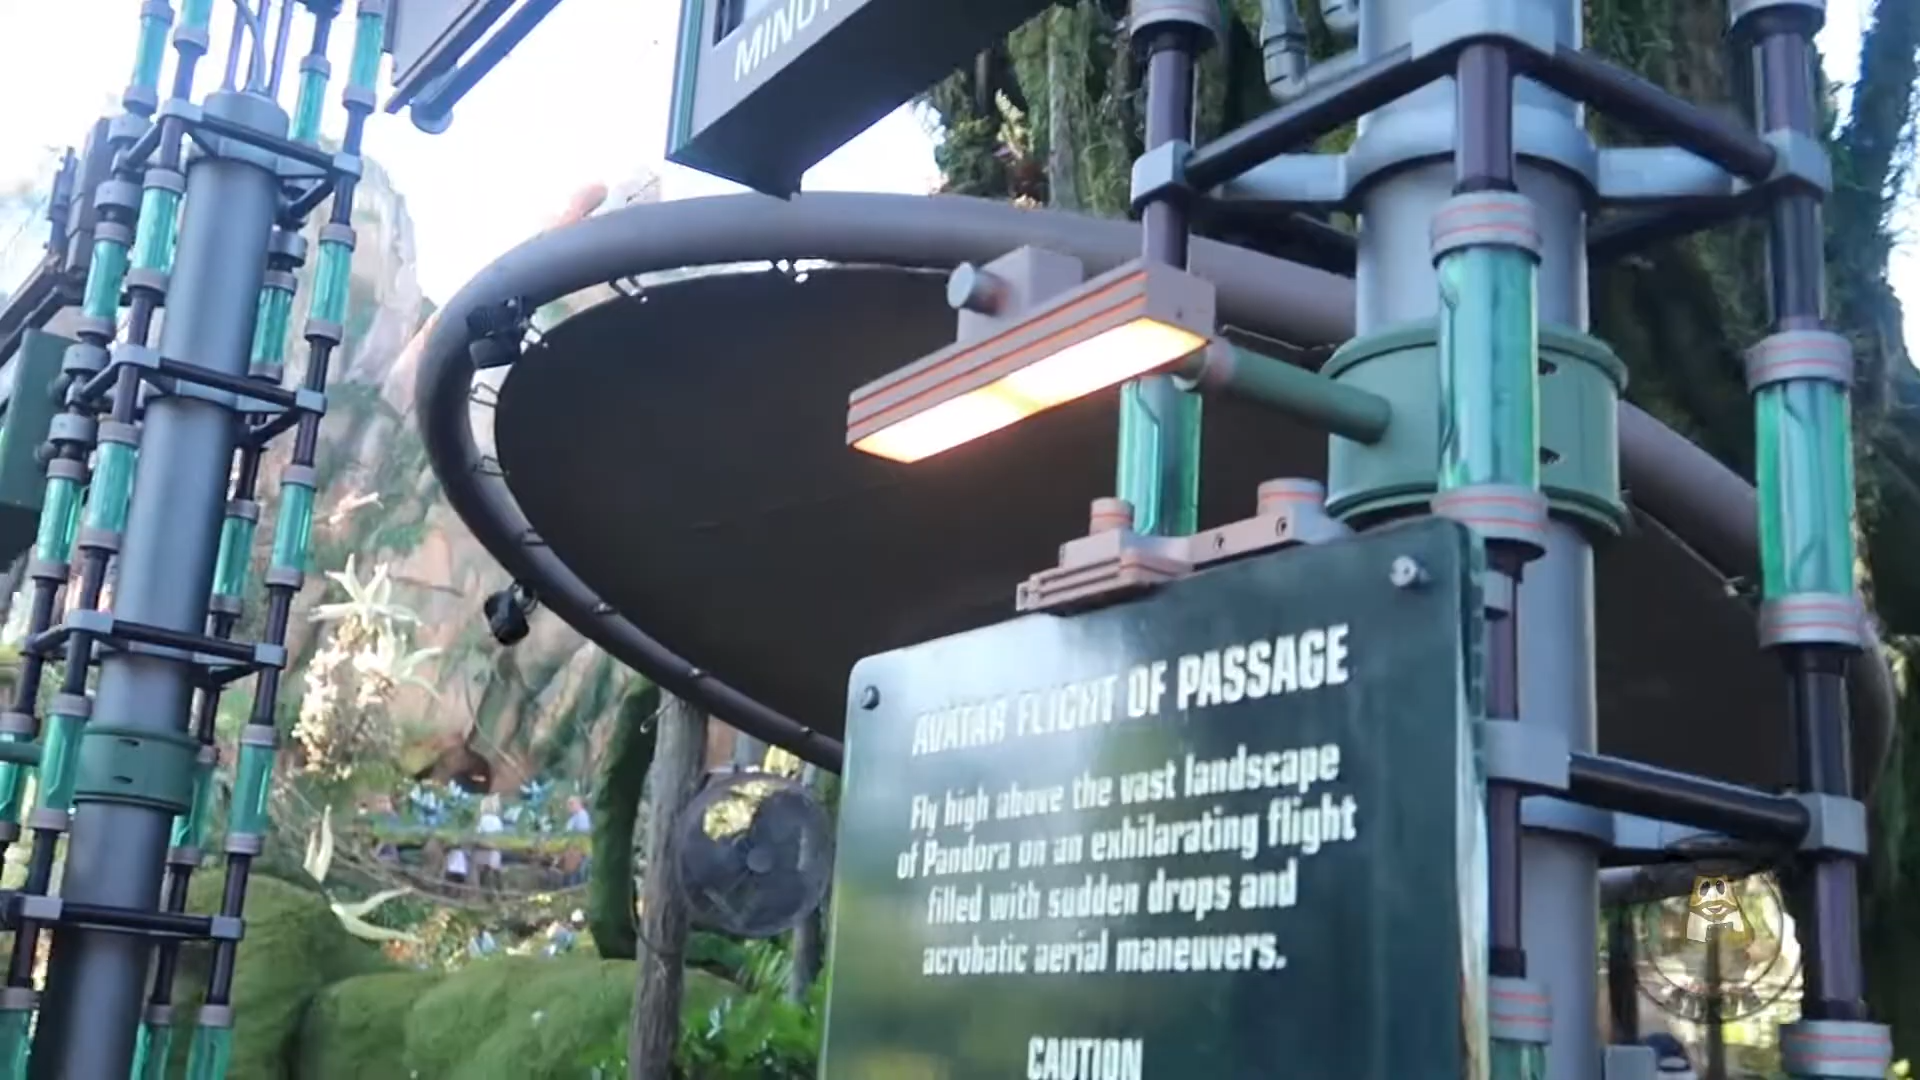 AVATAR FLIGHT OF PASSAGE
Fly high above the vast landscape
of Pandora on an exhilarating flight
filled with sudden drops and
acrobatic aerial maneuvers.
CAUTION